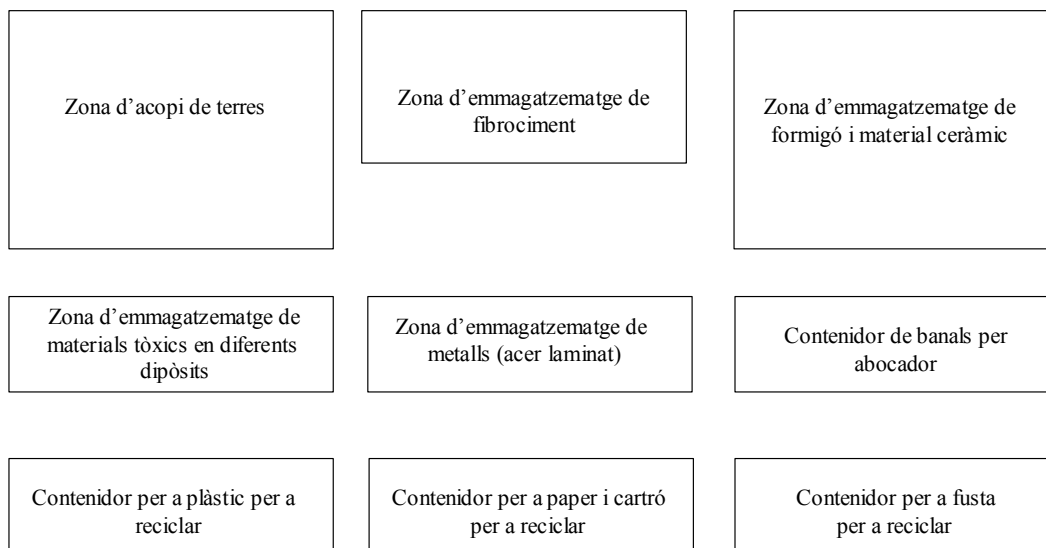 Zona d’acopi de terres
Zona d’emmagatzematge de
fibrociment
Zona d’emmagatzematge de
formigó i material ceràmic
Zona d’emmagatzematge de
materials tòxics en diferents
dipòsits
Zona d’emmagatzematge de
metalls (acer laminat)
Contenidor de banals per
abocador
Contenidor per a plàstic per a
reciclar
Contenidor per a paper i cartró
per a reciclar
Contenidor per a fusta
per a reciclar